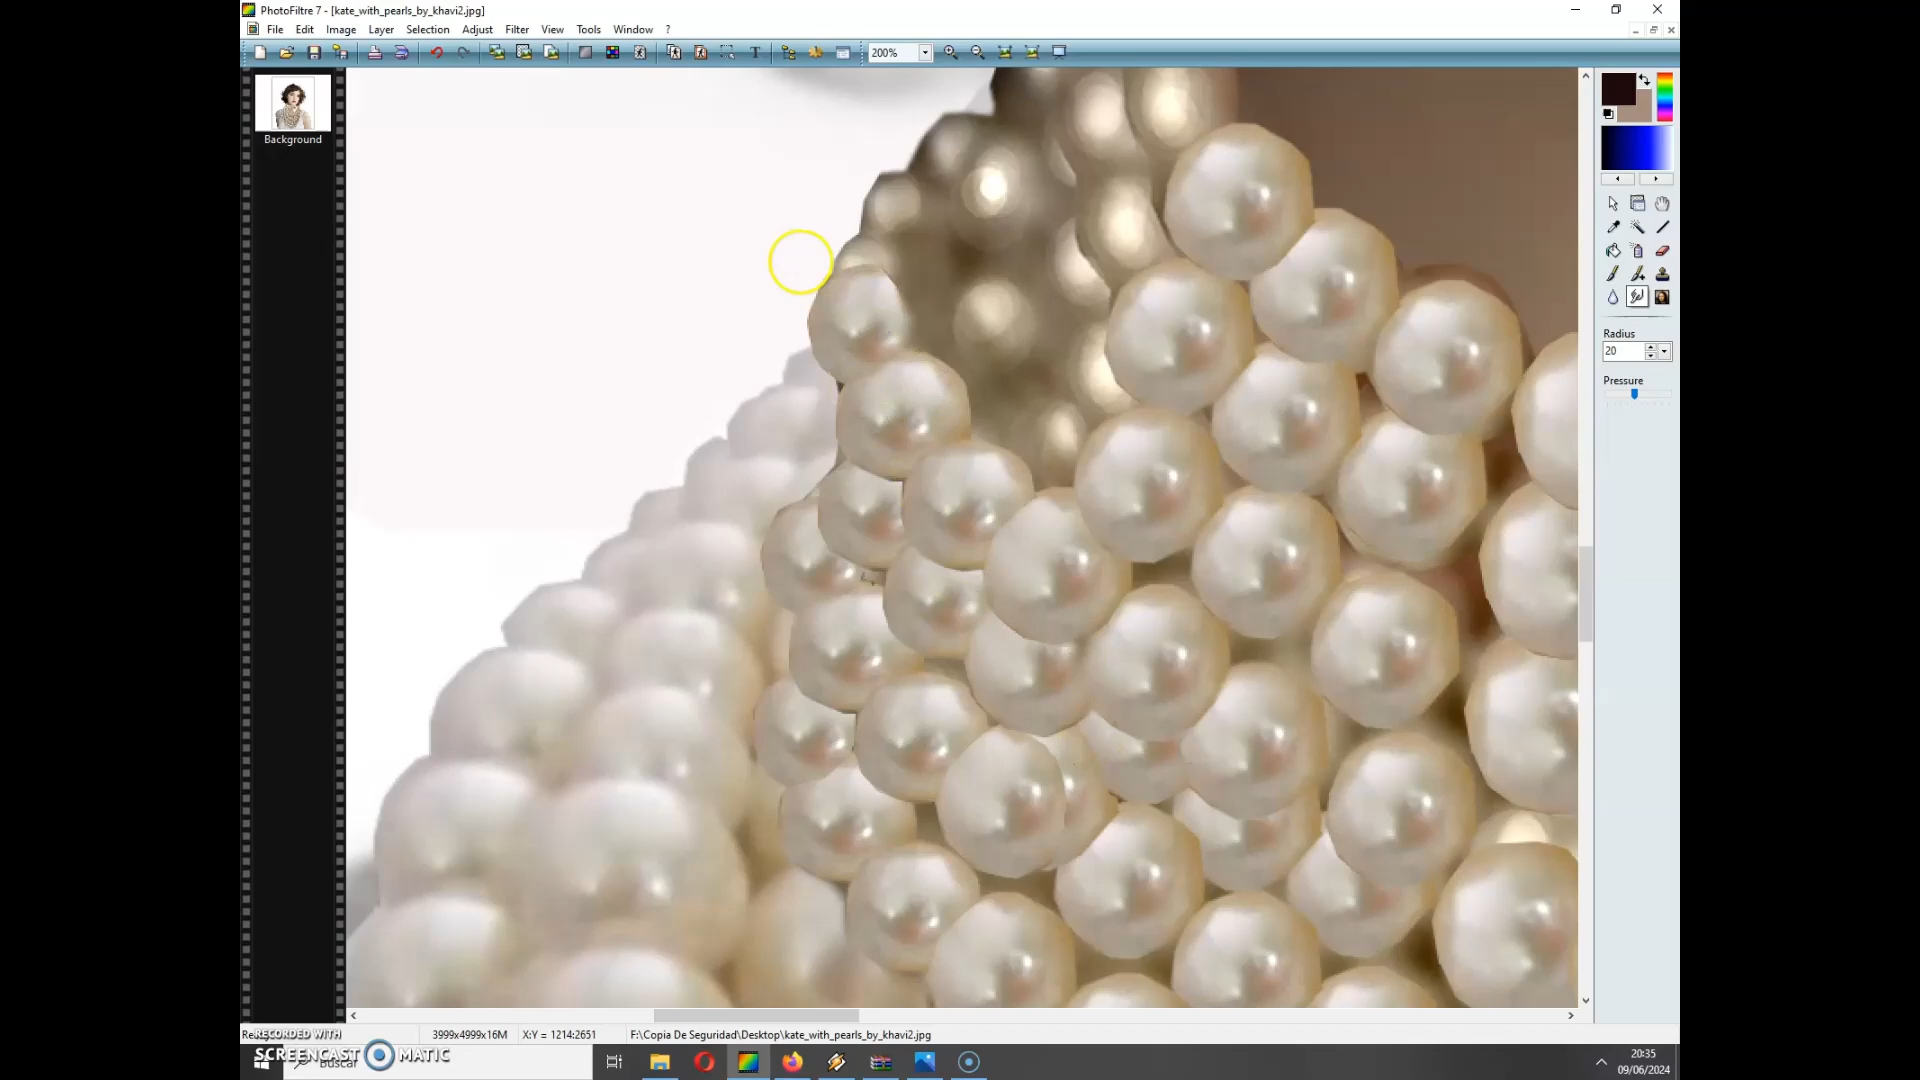 PhotoFiltre 7 - [kate_with_pearls_by_khavi2.jpg]
File Edit Image Layer Selection Adjust Filter View Tools Window ?
200%
Background
Radius
20
Pressure
3999x4999x16M X:Y = 1214:2651 F:\Copia De Seguridad\Desktop\kate_with_pearls_by_khavi2.jpg
RECORDED WITH
SCREENCAST MATIC
Buscar
20:35
09/06/2024